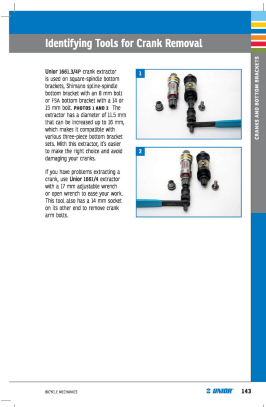 Identifying Tools for Crank Removal
Unior 1661.3/4P crank extractor
is used on square-spindle bottom
brackets, Shimano spline-spindle
bottom bracket with an 8 mm bolt
or FSA bottom bracket with a 14 or
15 mm bolt. PHOTOS 1 AND 2 The
extractor has a diameter of 11.5 mm
that can be increased up to 16 mm,
which makes it compatible with
various three-piece bottom bracket
sets. With this extractor, it's easier
to make the right choice and avoid
damaging your cranks.
If you have problems extracting a
crank, use Unior 1661/4 extractor
with a 17 mm adjustable wrench
or open wrench to ease your work.
This tool also has a 14 mm socket
on its other end to remove crank
arm bolts.
1
2
CRANKS AND BOTTOM BRACKETS
BICYCLE MECHANICS
UNIOR
143